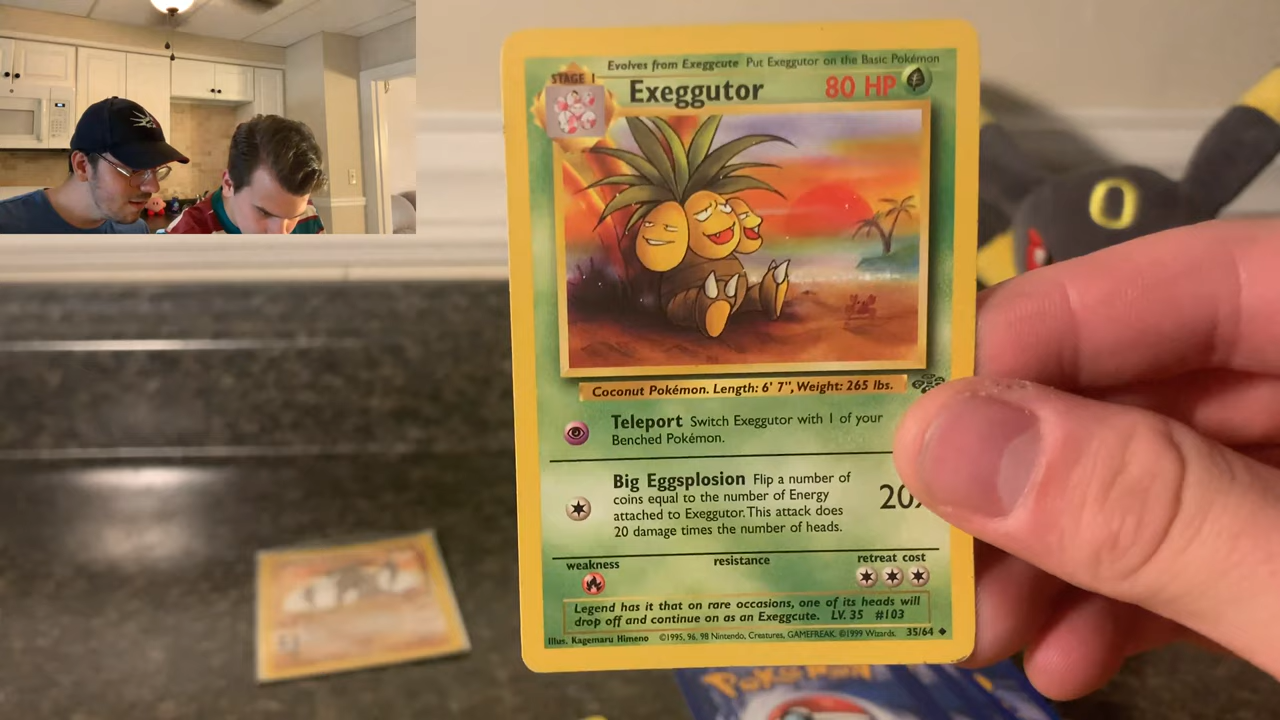 Evolves from Exeggcute Put Exeggutor on the Basic Pokémon
STAGE 1
Exeggutor 80 HP
Coconut Pokémon. Length: 6' 7", Weight: 265 lbs.
Teleport Switch Exeggutor with 1 of your
Benched Pokémon.
Big Eggsplosion Flip a number of
coins equal to the number of Energy
attached to Exeggutor. This attack does
20 damage times the number of heads.
20
weakness resistance retreat cost
Legend has it that on rare occasions, one of its heads will
drop off and continue on as an Exeggcute. LV. 35 #103
Illus. Kagemaru Himeno ©1995, 96, 98 Nintendo, Creatures, GAMEFREAK. ©1999 Wizards. 35/64
POKéMON